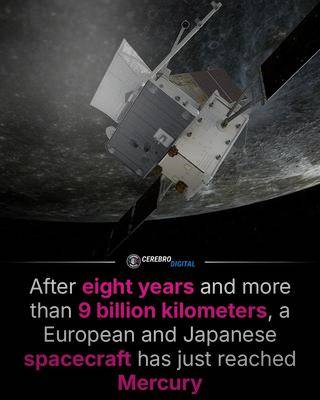 CEREBRO
DIGITAL
After eight years and more
than 9 billion kilometers, a
European and Japanese
spacecraft has just reached
Mercury